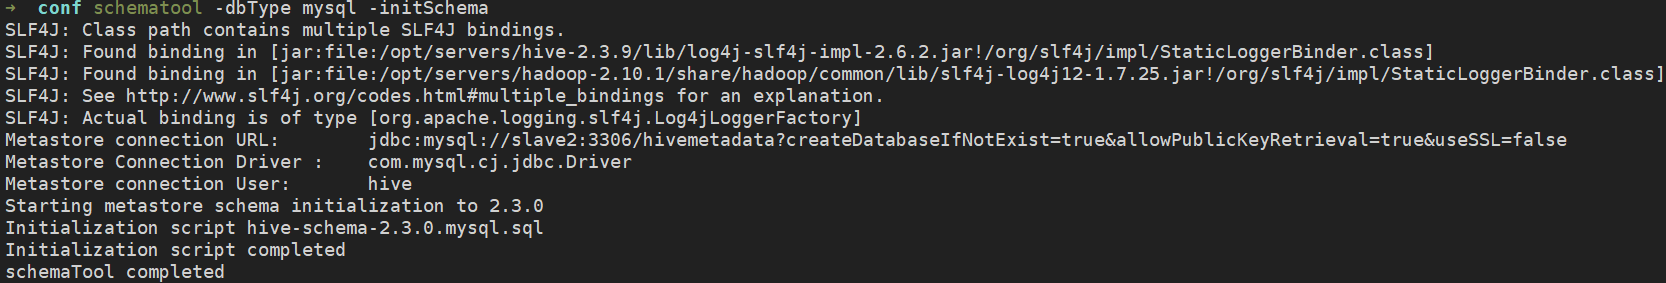 → conf schematool -dbType mysql -initSchema
SLF4J: Class path contains multiple SLF4J bindings.
SLF4J: Found binding in [jar:file:/opt/servers/hive-2.3.9/lib/log4j-slf4j-impl-2.6.2.jar!/org/slf4j/impl/StaticLoggerBinder.class]
SLF4J: Found binding in [jar:file:/opt/servers/hadoop-2.10.1/share/hadoop/common/lib/slf4j-log4j12-1.7.25.jar!/org/slf4j/impl/StaticLoggerBinder.class]
SLF4J: See http://www.slf4j.org/codes.html#multiple_bindings for an explanation.
SLF4J: Actual binding is of type [org.apache.logging.slf4j.Log4jLoggerFactory]
Metastore connection URL:        jdbc:mysql://slave2:3306/hivemetadata?createDatabaseIfNotExist=true&allowPublicKeyRetrieval=true&useSSL=false
Metastore Connection Driver :    com.mysql.cj.jdbc.Driver
Metastore connection User:       hive
Starting metastore schema initialization to 2.3.0
Initialization script hive-schema-2.3.0.mysql.sql
Initialization script completed
schemaTool completed